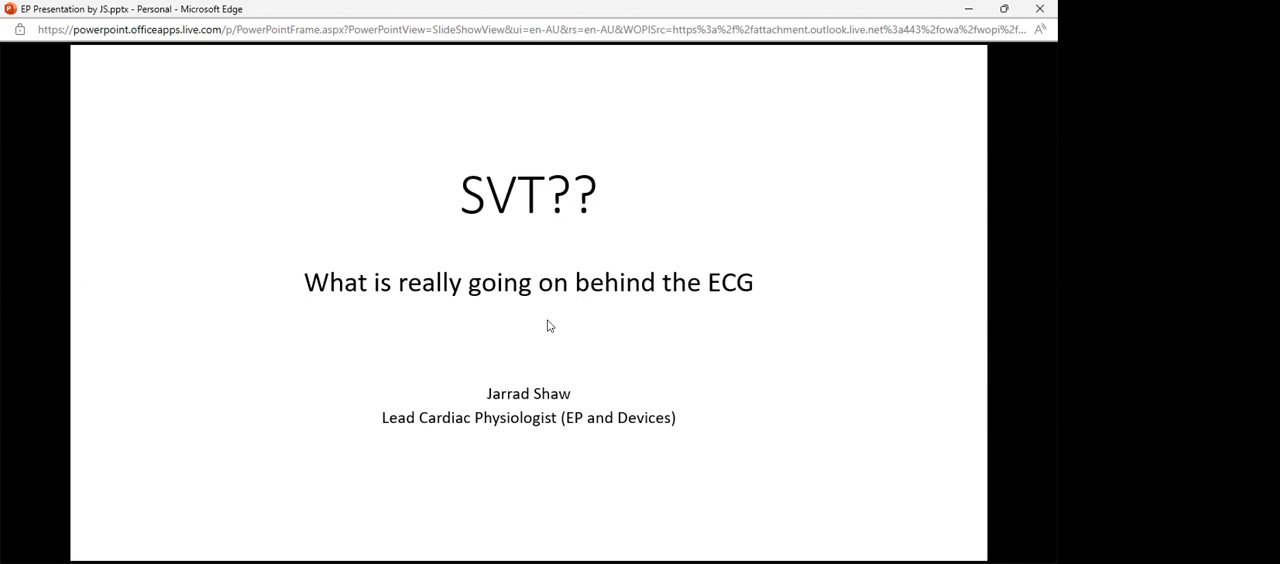 EP Presentation by JS.pptx - Personal - Microsoft Edge
https://powerpoint.officeapps.live.com/p/PowerPointFrame.aspx?PowerPointView=SlideShowView&ui=en-AU&rs=en-AU&WOPISrc=https%3a%2f%2fattachment.outlook.live.net%3a443%2fowa%2fwopi%2f...
SVT??
What is really going on behind the ECG
Jarrad Shaw
Lead Cardiac Physiologist (EP and Devices)